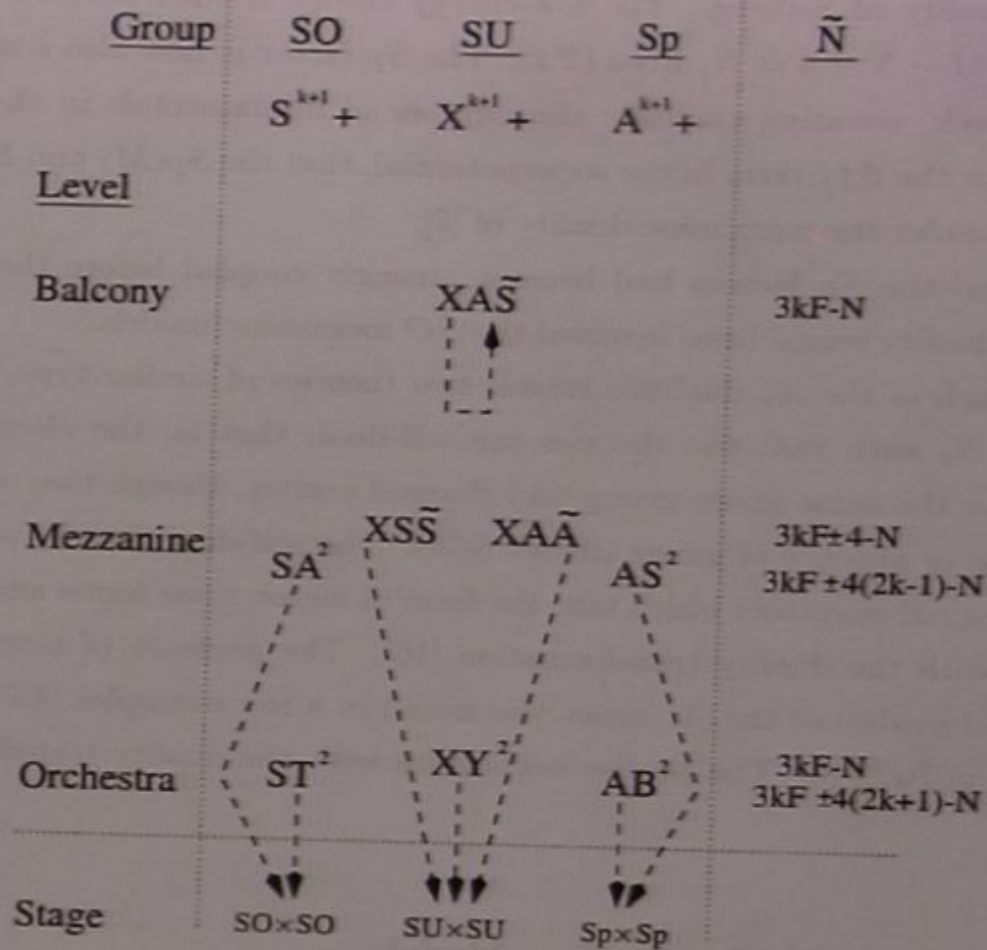 Group SO SU Sp Ñ
S^{k+1}+ X^{k+1}+ A^{k+1}+
Level
Balcony XAS̃ 3kF-N
Mezzanine SA² XSS̃ XAÃ AS² 3kF±4-N
3kF ±4(2k-1)-N
Orchestra ST² XY² AB² 3kF-N
3kF ±4(2k+1)-N
Stage SO×SO SU×SU Sp×Sp